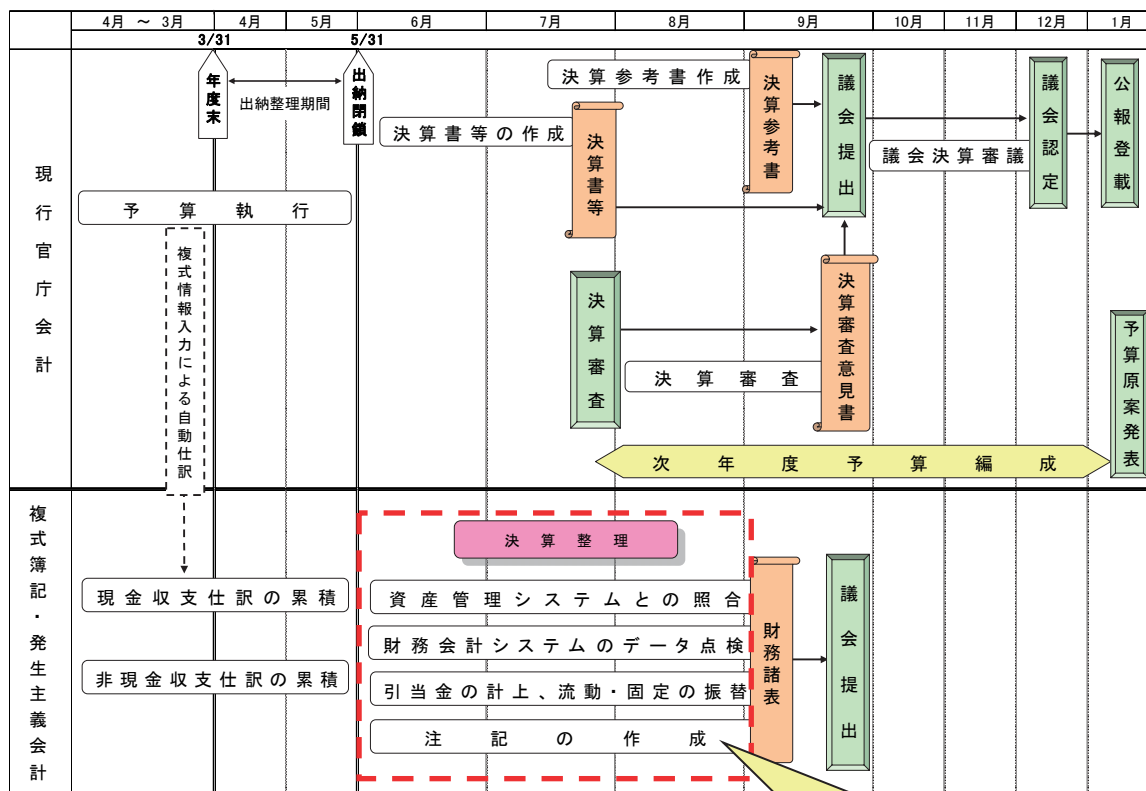 4月 ～ 3月
4月
5月
6月
7月
8月
9月
10月
11月
12月
1月
3/31
5/31
現行官庁会計
年度末
出納整理期間
出納閉鎖
決算参考書作成
決算書等の作成
決算書等
決算参考書
議会提出
議会決算審議
議会認定
公報登載
予算執行
複式情報入力による自動仕訳
決算審査
決算審査
決算審査意見書
予算原案発表
次年度予算編成
複式簿記・発生主義会計
決算整理
現金収支仕訳の累積
資産管理システムとの照合
財務会計システムのデータ点検
非現金収支仕訳の累積
引当金の計上、流動・固定の振替
注記の作成
財務諸表
議会提出